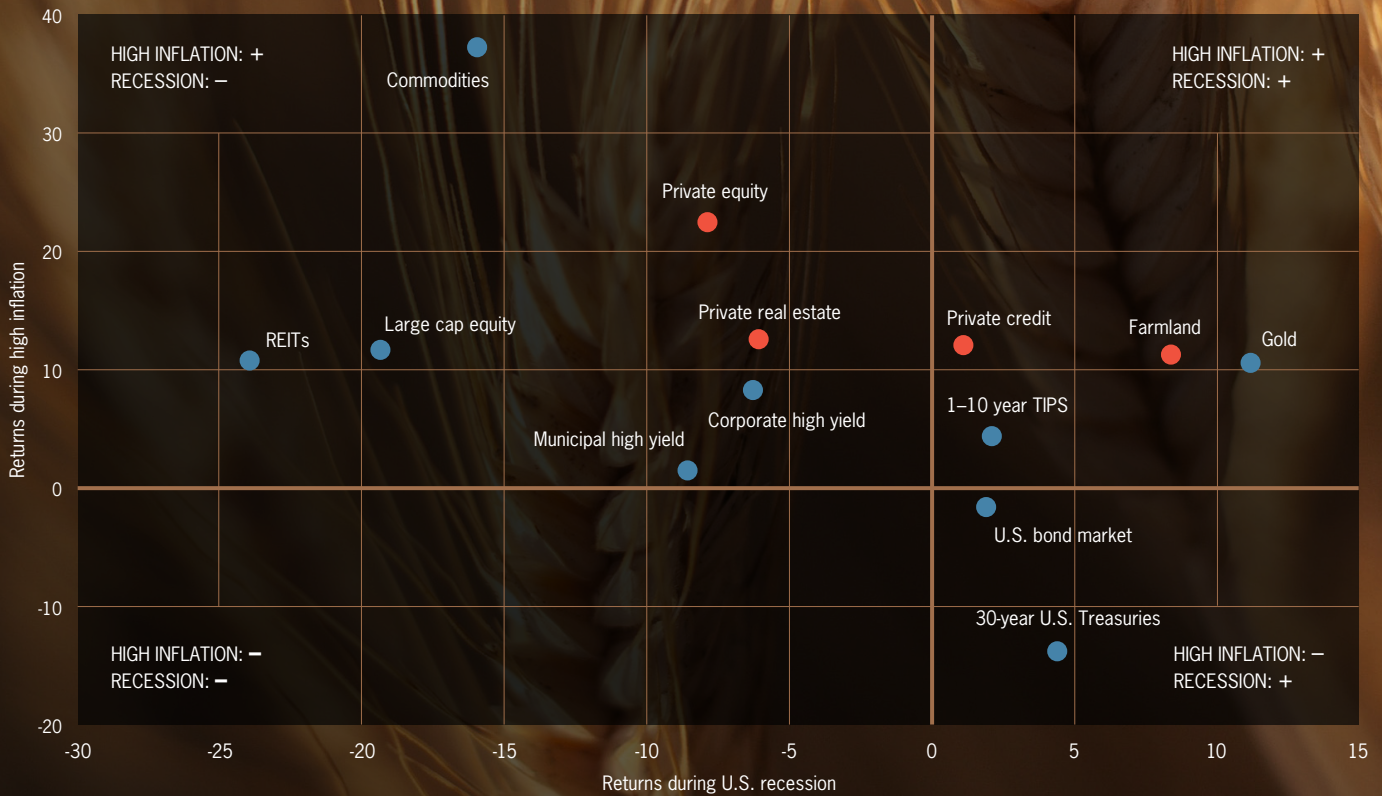 40
HIGH INFLATION: +
RECESSION: –
HIGH INFLATION: +
RECESSION: +
Commodities
30
Private equity
20
Private real estate
Private credit
Farmland
Gold
Large cap equity
REITs
10
1–10 year TIPS
Corporate high yield
Municipal high yield
0
U.S. bond market
-10
30-year U.S. Treasuries
HIGH INFLATION: –
RECESSION: –
HIGH INFLATION: –
RECESSION: +
-20
-30 -25 -20 -15 -10 -5 0 5 10 15
Returns during U.S. recession
Returns during high inflation